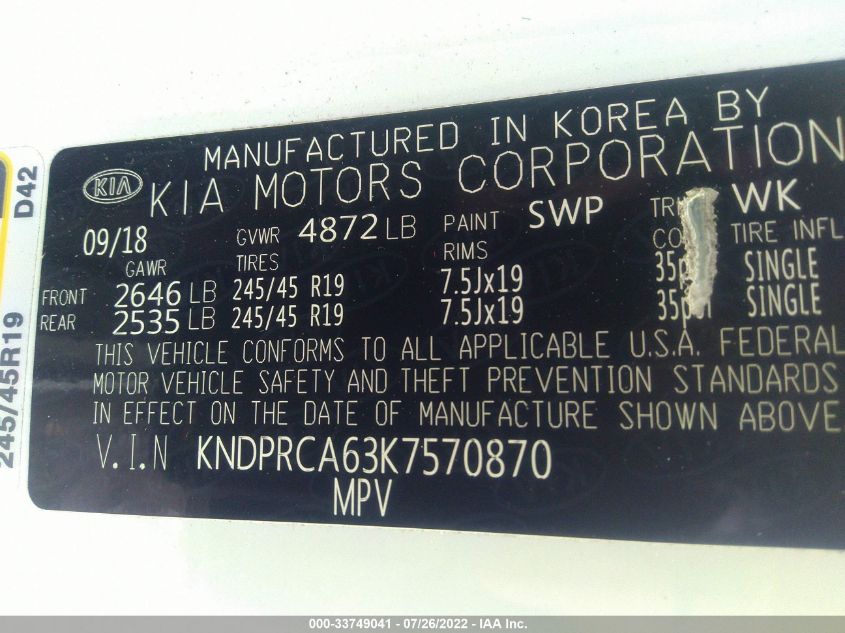 MANUFACTURED IN KOREA BY
KIA KIA MOTORS CORPORATION
09/18 GVWR 4872 LB PAINT SWP WK
GAWR TIRES RIMS TIRE INFL
FRONT 2646 LB 245/45 R19 7.5Jx19 SINGLE
REAR 2535 LB 245/45 R19 7.5Jx19 SINGLE
THIS VEHICLE CONFORMS TO ALL APPLICABLE U.S.A. FEDERAL
MOTOR VEHICLE SAFETY AND THEFT PREVENTION STANDARDS
IN EFFECT ON THE DATE OF MANUFACTURE SHOWN ABOVE
V.I.N KNDPRCA63K7570870
MPV
245/45R19 D42
000-33749041 - 07/26/2022 - IAA Inc.